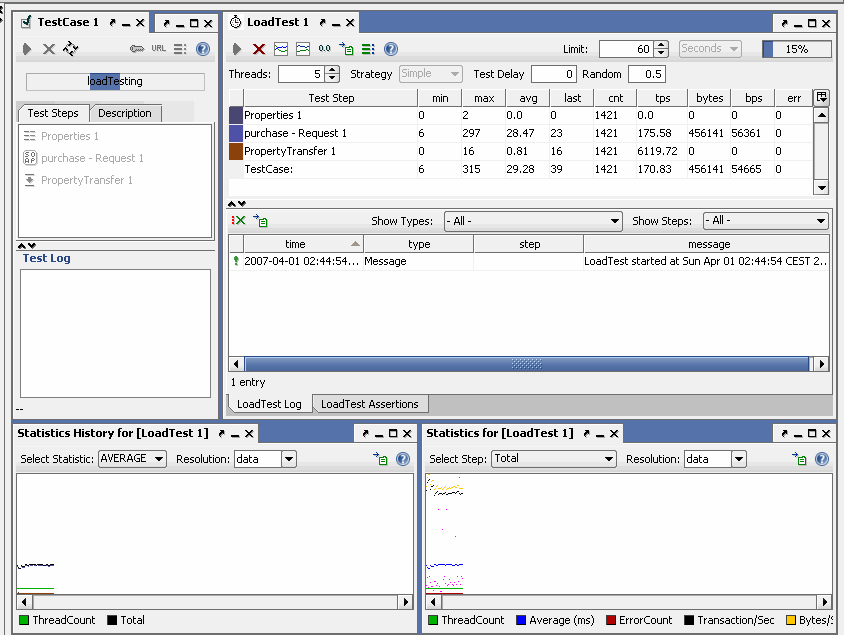 TestCase 1
URL
loadTesting
Test Steps Description
Properties 1
purchase - Request 1
PropertyTransfer 1
Test Log
--
LoadTest 1
0.0
Limit: 60 Seconds 15%
Threads: 5 Strategy Simple Test Delay 0 Random 0.5
Test Step min max avg last cnt tps bytes bps err
Properties 1 0 2 0.0 0 1421 0.0 0 0 0
purchase - Request 1 6 297 28.47 23 1421 175.58 456141 56361 0
PropertyTransfer 1 0 16 0.81 16 1421 6119.72 0 0 0
TestCase: 6 315 29.28 39 1421 170.83 456141 54665 0
Show Types: - All - Show Steps: - All -
time type step message
2007-04-01 02:44:54... Message LoadTest started at Sun Apr 01 02:44:54 CEST 2..
1 entry
LoadTest Log LoadTest Assertions
Statistics History for [LoadTest 1]
Select Statistic: AVERAGE Resolution: data
ThreadCount Total
Statistics for [LoadTest 1]
Select Step: Total Resolution: data
ThreadCount Average (ms) ErrorCount Transaction/Sec Bytes/S